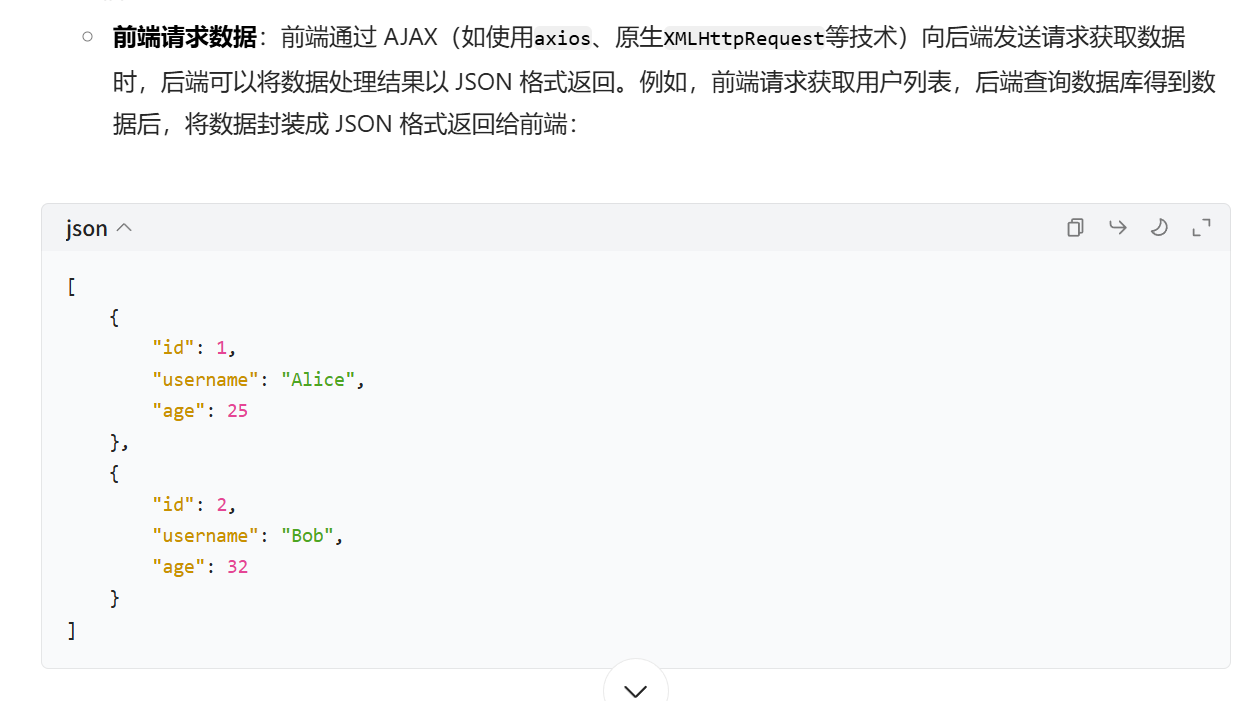 前端请求数据：前端通过 AJAX（如使用axios、原生XMLHttpRequest等技术）向后端发送请求获取数据
时，后端可以将数据处理结果以 JSON 格式返回。例如，前端请求获取用户列表，后端查询数据库得到数
据后，将数据封装成 JSON 格式返回给前端：
json
[
    {
        "id": 1,
        "username": "Alice",
        "age": 25
    },
    {
        "id": 2,
        "username": "Bob",
        "age": 32
    }
]